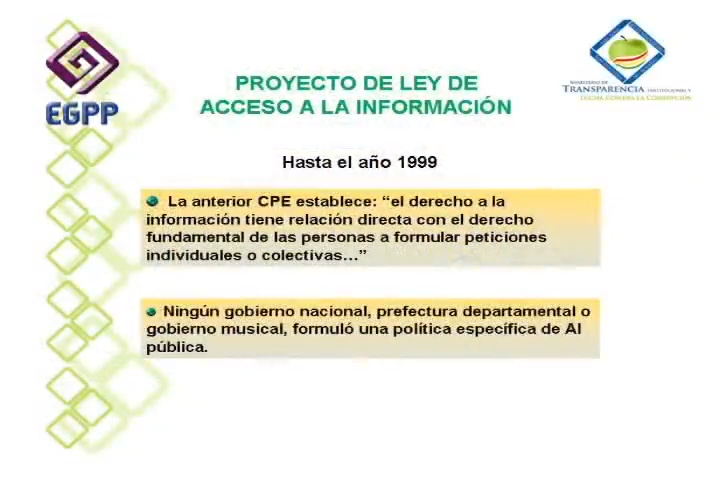 EGPP
MINISTERIO DE
TRANSPARENCIA INSTITUCIONAL Y
LUCHA CONTRA LA CORRUPCIÓN
PROYECTO DE LEY DE
ACCESO A LA INFORMACIÓN
Hasta el año 1999
La anterior CPE establece: “el derecho a la
información tiene relación directa con el derecho
fundamental de las personas a formular peticiones
individuales o colectivas…”
Ningún gobierno nacional, prefectura departamental o
gobierno musical, formuló una política específica de AI
pública.